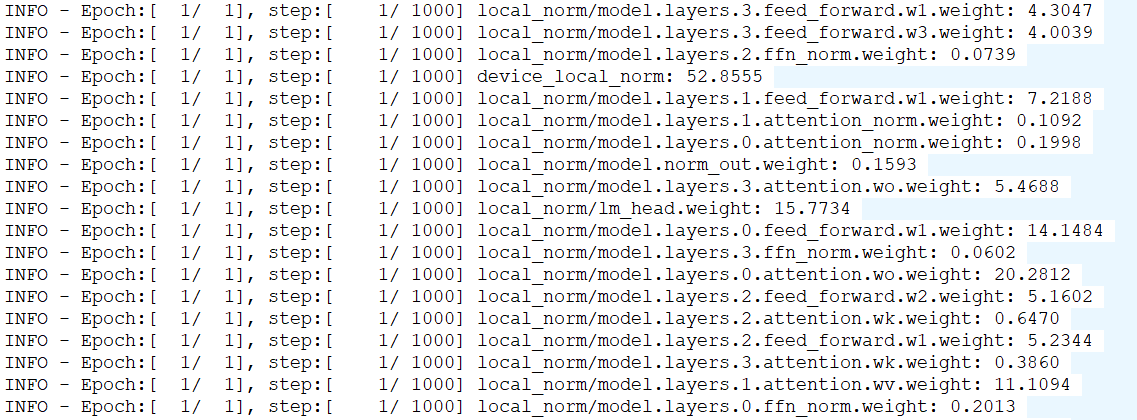 INFO - Epoch:[  1/  1], step:[    1/ 1000] local_norm/model.layers.3.feed_forward.w1.weight: 4.3047
INFO - Epoch:[  1/  1], step:[    1/ 1000] local_norm/model.layers.3.feed_forward.w3.weight: 4.0039
INFO - Epoch:[  1/  1], step:[    1/ 1000] local_norm/model.layers.2.ffn_norm.weight: 0.0739
INFO - Epoch:[  1/  1], step:[    1/ 1000] device_local_norm: 52.8555
INFO - Epoch:[  1/  1], step:[    1/ 1000] local_norm/model.layers.1.feed_forward.w1.weight: 7.2188
INFO - Epoch:[  1/  1], step:[    1/ 1000] local_norm/model.layers.1.attention_norm.weight: 0.1092
INFO - Epoch:[  1/  1], step:[    1/ 1000] local_norm/model.layers.0.attention_norm.weight: 0.1998
INFO - Epoch:[  1/  1], step:[    1/ 1000] local_norm/model.norm_out.weight: 0.1593
INFO - Epoch:[  1/  1], step:[    1/ 1000] local_norm/model.layers.3.attention.wo.weight: 5.4688
INFO - Epoch:[  1/  1], step:[    1/ 1000] local_norm/lm_head.weight: 15.7734
INFO - Epoch:[  1/  1], step:[    1/ 1000] local_norm/model.layers.0.feed_forward.w1.weight: 14.1484
INFO - Epoch:[  1/  1], step:[    1/ 1000] local_norm/model.layers.3.ffn_norm.weight: 0.0602
INFO - Epoch:[  1/  1], step:[    1/ 1000] local_norm/model.layers.0.attention.wo.weight: 20.2812
INFO - Epoch:[  1/  1], step:[    1/ 1000] local_norm/model.layers.2.feed_forward.w2.weight: 5.1602
INFO - Epoch:[  1/  1], step:[    1/ 1000] local_norm/model.layers.2.attention.wk.weight: 0.6470
INFO - Epoch:[  1/  1], step:[    1/ 1000] local_norm/model.layers.2.feed_forward.w1.weight: 5.2344
INFO - Epoch:[  1/  1], step:[    1/ 1000] local_norm/model.layers.3.attention.wk.weight: 0.3860
INFO - Epoch:[  1/  1], step:[    1/ 1000] local_norm/model.layers.1.attention.wv.weight: 11.1094
INFO - Epoch:[  1/  1], step:[    1/ 1000] local_norm/model.layers.0.ffn_norm.weight: 0.2013